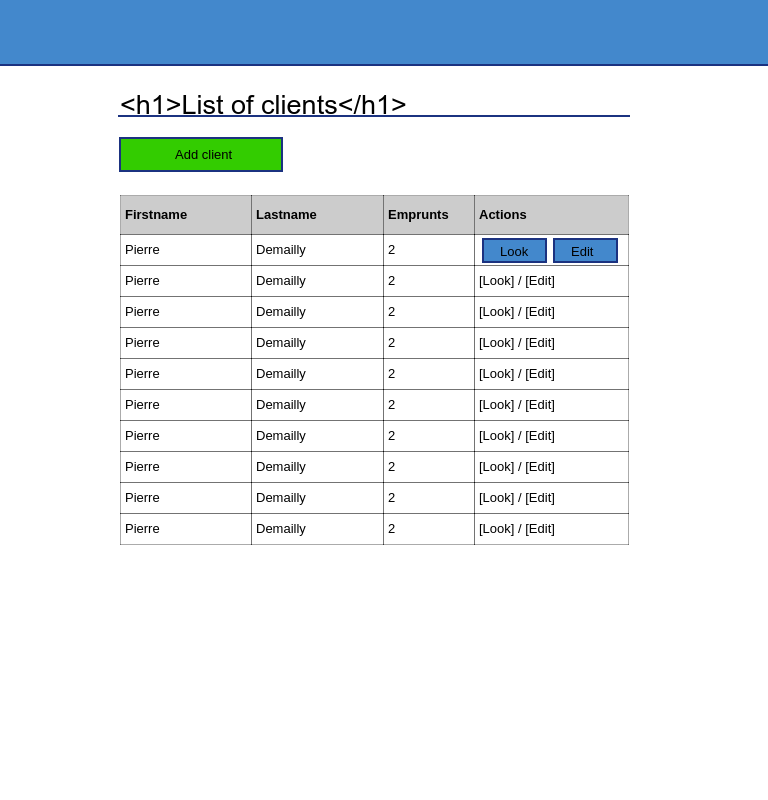 <h1>List of clients</h1>
Add client
Firstname Lastname Emprunts Actions
Pierre Demailly 2 Look Edit
Pierre Demailly 2 [Look] / [Edit]
Pierre Demailly 2 [Look] / [Edit]
Pierre Demailly 2 [Look] / [Edit]
Pierre Demailly 2 [Look] / [Edit]
Pierre Demailly 2 [Look] / [Edit]
Pierre Demailly 2 [Look] / [Edit]
Pierre Demailly 2 [Look] / [Edit]
Pierre Demailly 2 [Look] / [Edit]
Pierre Demailly 2 [Look] / [Edit]